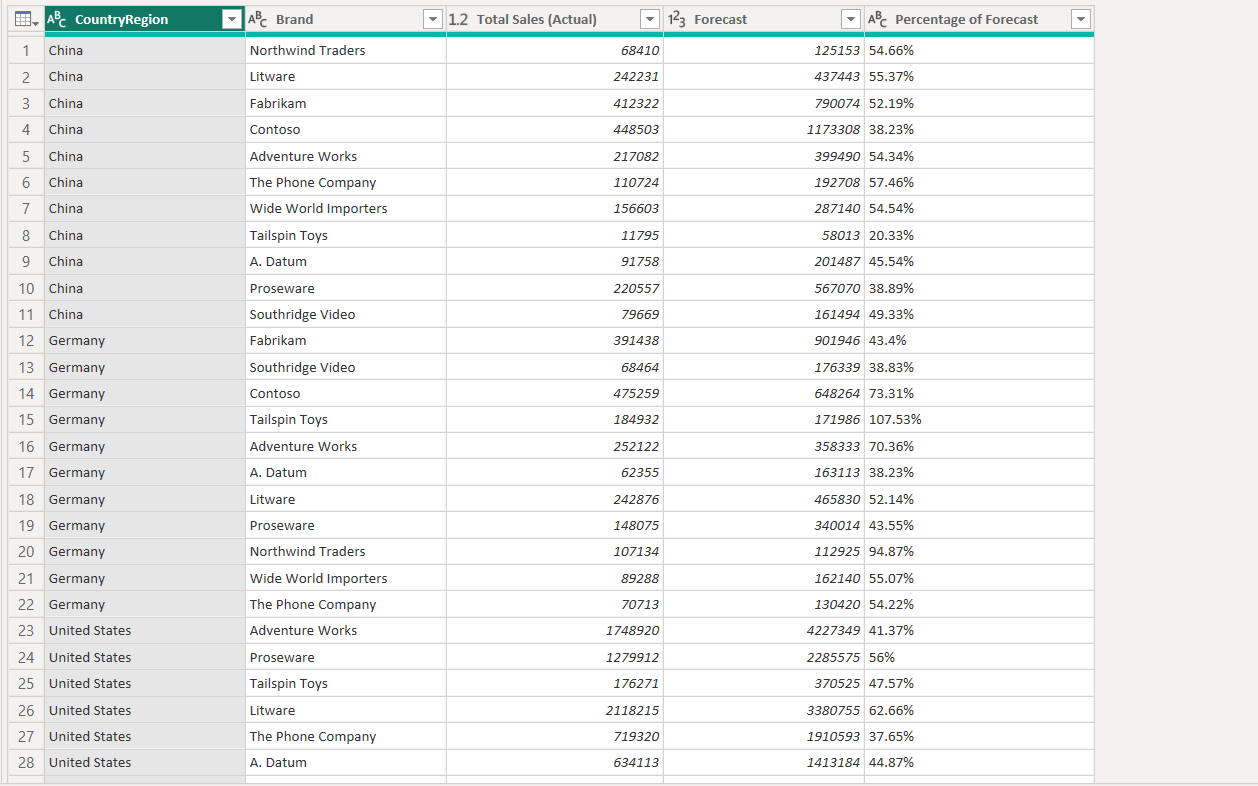 ABC CountryRegion ABC Brand 1.2 Total Sales (Actual) 123 Forecast ABC Percentage of Forecast
1 China Northwind Traders 68410 125153 54.66%
2 China Litware 242231 437443 55.37%
3 China Fabrikam 412322 790074 52.19%
4 China Contoso 448503 1173308 38.23%
5 China Adventure Works 217082 399490 54.34%
6 China The Phone Company 110724 192708 57.46%
7 China Wide World Importers 156603 287140 54.54%
8 China Tailspin Toys 11795 58013 20.33%
9 China A. Datum 91758 201487 45.54%
10 China Proseware 220557 567070 38.89%
11 China Southridge Video 79669 161494 49.33%
12 Germany Fabrikam 391438 901946 43.4%
13 Germany Southridge Video 68464 176339 38.83%
14 Germany Contoso 475259 648264 73.31%
15 Germany Tailspin Toys 184932 171986 107.53%
16 Germany Adventure Works 252122 358333 70.36%
17 Germany A. Datum 62355 163113 38.23%
18 Germany Litware 242876 465830 52.14%
19 Germany Proseware 148075 340014 43.55%
20 Germany Northwind Traders 107134 112925 94.87%
21 Germany Wide World Importers 89288 162140 55.07%
22 Germany The Phone Company 70713 130420 54.22%
23 United States Adventure Works 1748920 4227349 41.37%
24 United States Proseware 1279912 2285575 56%
25 United States Tailspin Toys 176271 370525 47.57%
26 United States Litware 2118215 3380755 62.66%
27 United States The Phone Company 719320 1910593 37.65%
28 United States A. Datum 634113 1413184 44.87%